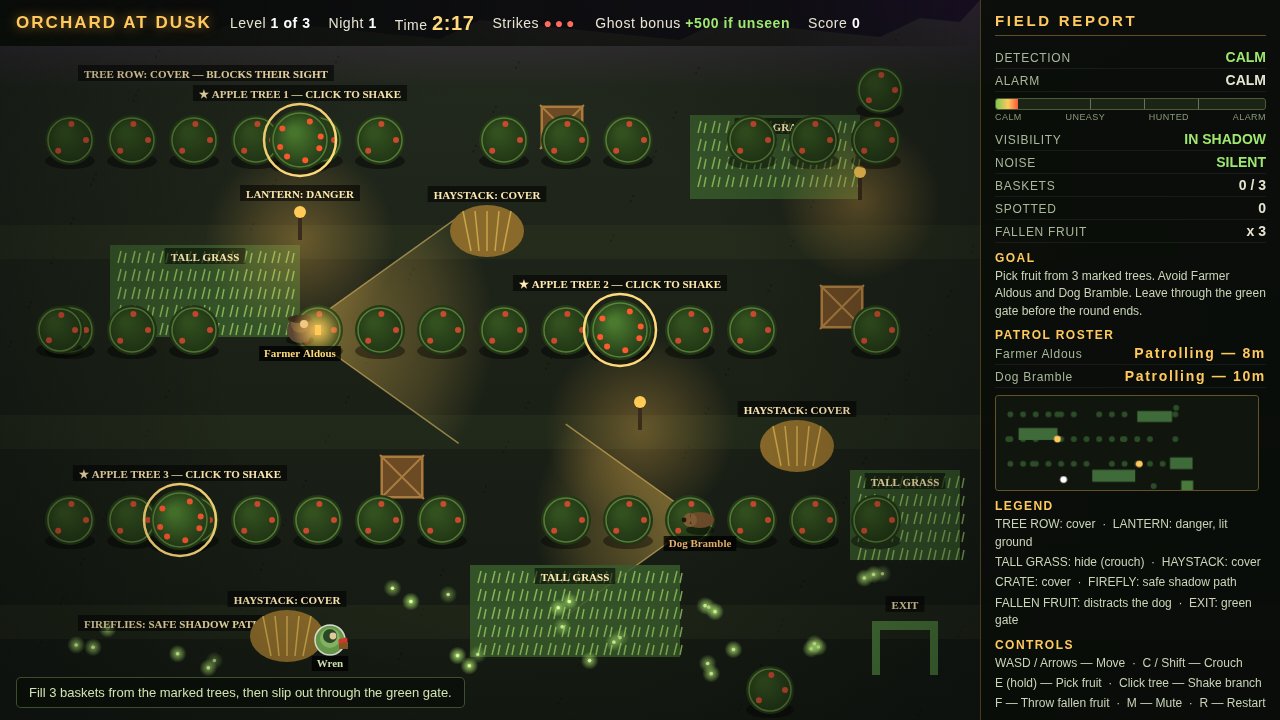 ORCHARD AT DUSK
Level 1 of 3
Night 1
Time 2:17
Strikes
Ghost bonus +500 if unseen
Score 0
TREE ROW: COVER — BLOCKS THEIR SIGHT
★ APPLE TREE 1 — CLICK TO SHAKE
LANTERN: DANGER
HAYSTACK: COVER
TALL GRASS
★ APPLE TREE 2 — CLICK TO SHAKE
Farmer Aldous
HAYSTACK: COVER
★ APPLE TREE 3 — CLICK TO SHAKE
TALL GRASS
Dog Bramble
TALL GRASS
HAYSTACK: COVER
EXIT
FIREFLIES: SAFE SHADOW
Wren
Fill 3 baskets from the marked trees, then slip out through the green gate.
FIELD REPORT
DETECTION CALM
ALARM CALM
CALM UNEASY HUNTED ALARM
VISIBILITY IN SHADOW
NOISE SILENT
BASKETS 0 / 3
SPOTTED 0
FALLEN FRUIT x 3
GOAL
Pick fruit from 3 marked trees. Avoid Farmer
Aldous and Dog Bramble. Leave through the green
gate before the round ends.
PATROL ROSTER
Farmer Aldous Patrolling — 8m
Dog Bramble Patrolling — 10m
LEGEND
TREE ROW: cover · LANTERN: danger, lit
ground
TALL GRASS: hide (crouch) · HAYSTACK: cover
CRATE: cover · FIREFLY: safe shadow path
FALLEN FRUIT: distracts the dog · EXIT: green
gate
CONTROLS
WASD / Arrows — Move · C / Shift — Crouch
E (hold) — Pick fruit · Click tree — Shake branch
F — Throw fallen fruit · M — Mute · R — Restart